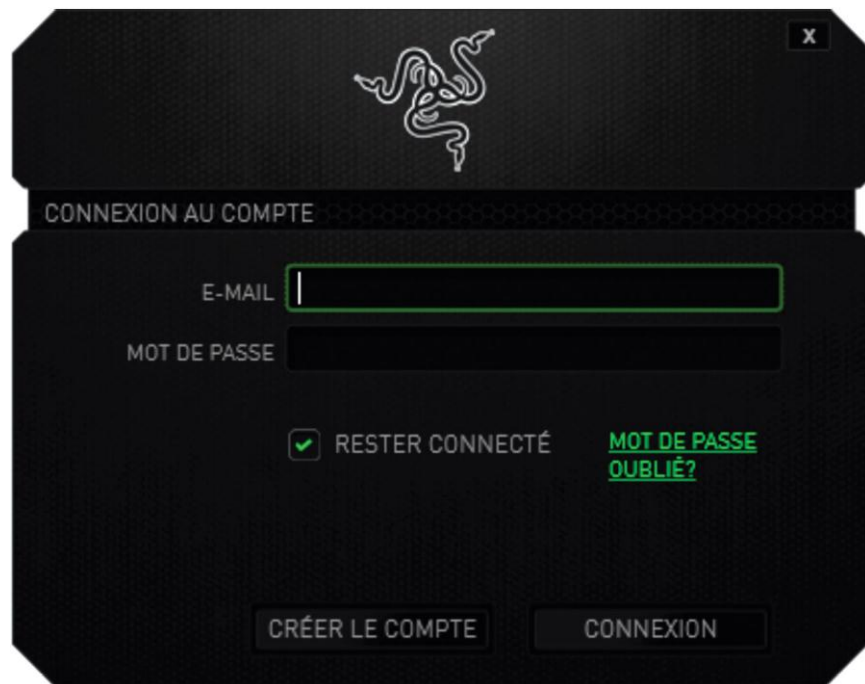 X
CONNEXION AU COMPTE
E-MAIL
MOT DE PASSE
RESTER CONNECTÉ
MOT DE PASSE
OUBLIÉ?
CRÉER LE COMPTE
CONNEXION